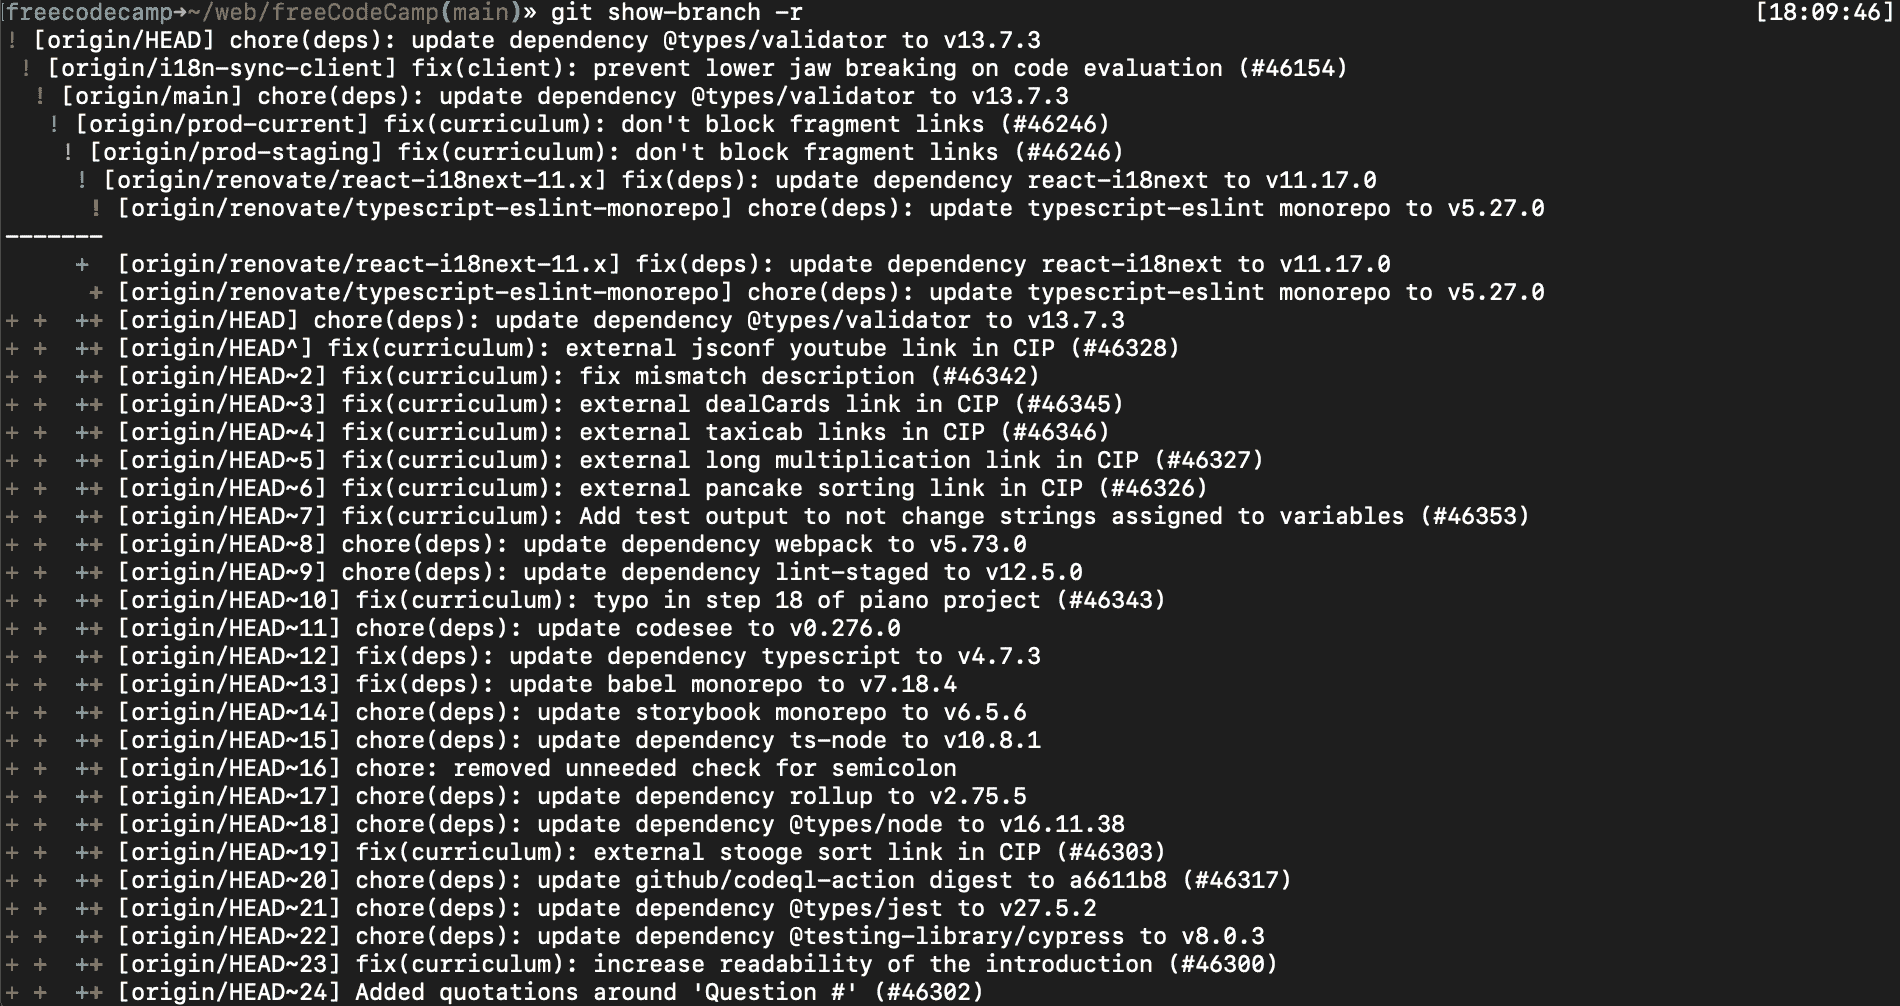 freecodecamp➜~/web/freeCodeCamp(main)» git show-branch -r [18:09:46]
! [origin/HEAD] chore(deps): update dependency @types/validator to v13.7.3
 ! [origin/i18n-sync-client] fix(client): prevent lower jaw breaking on code evaluation (#46154)
  ! [origin/main] chore(deps): update dependency @types/validator to v13.7.3
   ! [origin/prod-current] fix(curriculum): don't block fragment links (#46246)
    ! [origin/prod-staging] fix(curriculum): don't block fragment links (#46246)
     ! [origin/renovate/react-i18next-11.x] fix(deps): update dependency react-i18next to v11.17.0
      ! [origin/renovate/typescript-eslint-monorepo] chore(deps): update typescript-eslint monorepo to v5.27.0
-------
     +  [origin/renovate/react-i18next-11.x] fix(deps): update dependency react-i18next to v11.17.0
      + [origin/renovate/typescript-eslint-monorepo] chore(deps): update typescript-eslint monorepo to v5.27.0
+ +  ++ [origin/HEAD] chore(deps): update dependency @types/validator to v13.7.3
+ +  ++ [origin/HEAD^] fix(curriculum): external jsconf youtube link in CIP (#46328)
+ +  ++ [origin/HEAD~2] fix(curriculum): fix mismatch description (#46342)
+ +  ++ [origin/HEAD~3] fix(curriculum): external dealCards link in CIP (#46345)
+ +  ++ [origin/HEAD~4] fix(curriculum): external taxicab links in CIP (#46346)
+ +  ++ [origin/HEAD~5] fix(curriculum): external long multiplication link in CIP (#46327)
+ +  ++ [origin/HEAD~6] fix(curriculum): external pancake sorting link in CIP (#46326)
+ +  ++ [origin/HEAD~7] fix(curriculum): Add test output to not change strings assigned to variables (#46353)
+ +  ++ [origin/HEAD~8] chore(deps): update dependency webpack to v5.73.0
+ +  ++ [origin/HEAD~9] chore(deps): update dependency lint-staged to v12.5.0
+ +  ++ [origin/HEAD~10] fix(curriculum): typo in step 18 of piano project (#46343)
+ +  ++ [origin/HEAD~11] chore(deps): update codesee to v0.276.0
+ +  ++ [origin/HEAD~12] fix(deps): update dependency typescript to v4.7.3
+ +  ++ [origin/HEAD~13] fix(deps): update babel monorepo to v7.18.4
+ +  ++ [origin/HEAD~14] chore(deps): update storybook monorepo to v6.5.6
+ +  ++ [origin/HEAD~15] chore(deps): update dependency ts-node to v10.8.1
+ +  ++ [origin/HEAD~16] chore: removed unneeded check for semicolon
+ +  ++ [origin/HEAD~17] chore(deps): update dependency rollup to v2.75.5
+ +  ++ [origin/HEAD~18] chore(deps): update dependency @types/node to v16.11.38
+ +  ++ [origin/HEAD~19] fix(curriculum): external stooge sort link in CIP (#46303)
+ +  ++ [origin/HEAD~20] chore(deps): update github/codeql-action digest to a6611b8 (#46317)
+ +  ++ [origin/HEAD~21] chore(deps): update dependency @types/jest to v27.5.2
+ +  ++ [origin/HEAD~22] chore(deps): update dependency @testing-library/cypress to v8.0.3
+ +  ++ [origin/HEAD~23] fix(curriculum): increase readability of the introduction (#46300)
+ +  ++ [origin/HEAD~24] Added quotations around 'Question #' (#46302)